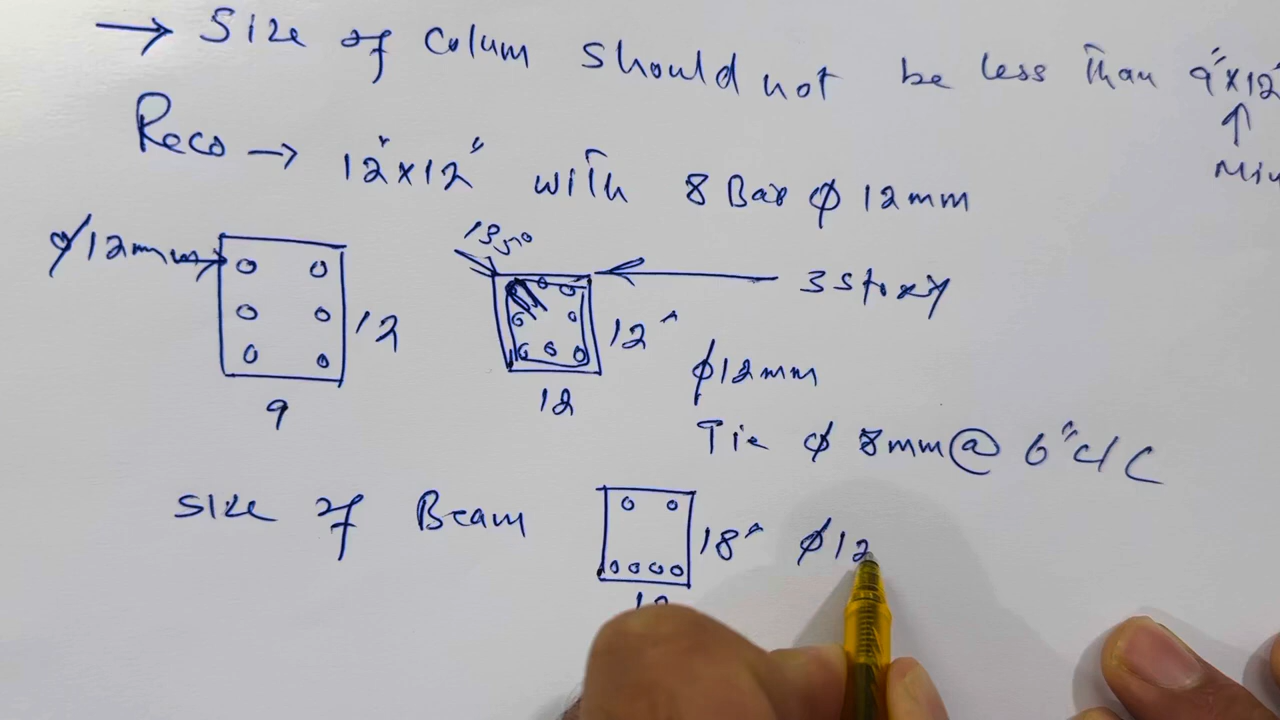 → Size of Colum Should not be less Than 9"x12"
↑
Min
Reco → 12"x12" with 8 Bar ϕ 12mm
ϕ12mm
135°
3 Story
12
12"
9
12
ϕ12mm
Tie ϕ 8mm@ 6"c/c
Size of Beam
18"
ϕ12